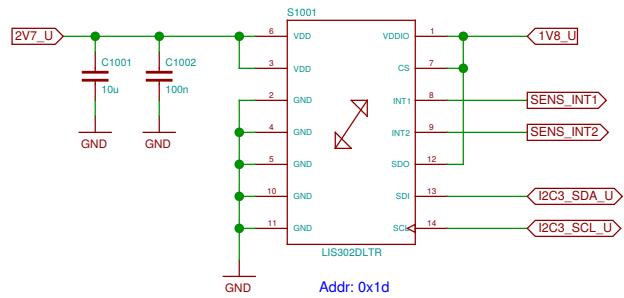 S1001
2V7_U
6 VDD VDDIO 1
1V8_U
C1001
10u
C1002
100n
3 VDD CS 7
2 GND INT1 8
SENS_INT1
4 GND INT2 9
SENS_INT2
GND
GND
5 GND SDO 12
10 GND SDI 13
I2C3_SDA_U
11 GND SCL 14
I2C3_SCL_U
LIS302DLTR
GND
Addr: 0x1d